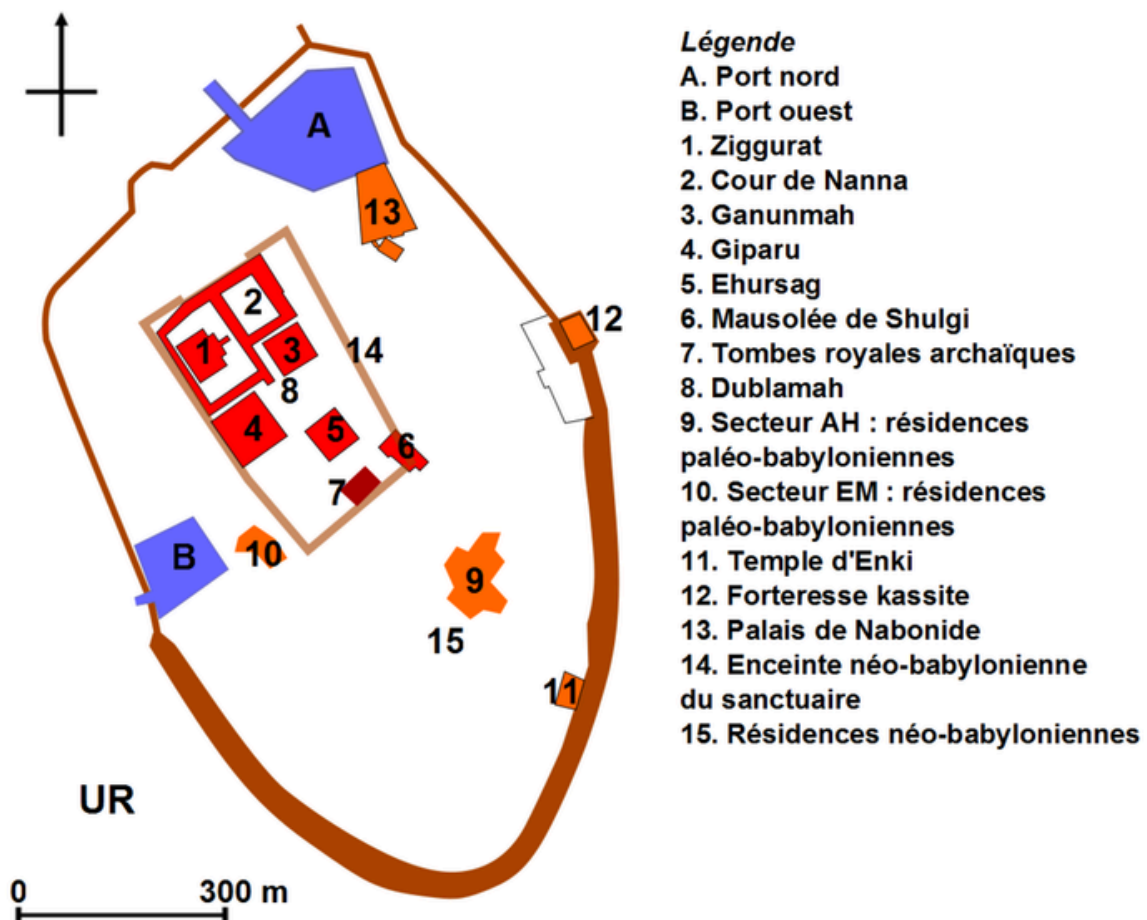 A
13
2
12
1
3
14
8
4
5
6
7
B
10
9
15
11
UR
0 300 m
Légende
A. Port nord
B. Port ouest
1. Ziggurat
2. Cour de Nanna
3. Ganunmah
4. Giparu
5. Ehursag
6. Mausolée de Shulgi
7. Tombes royales archaïques
8. Dublamah
9. Secteur AH : résidences
paléo-babyloniennes
10. Secteur EM : résidences
paléo-babyloniennes
11. Temple d'Enki
12. Forteresse kassite
13. Palais de Nabonide
14. Enceinte néo-babylonienne
du sanctuaire
15. Résidences néo-babyloniennes